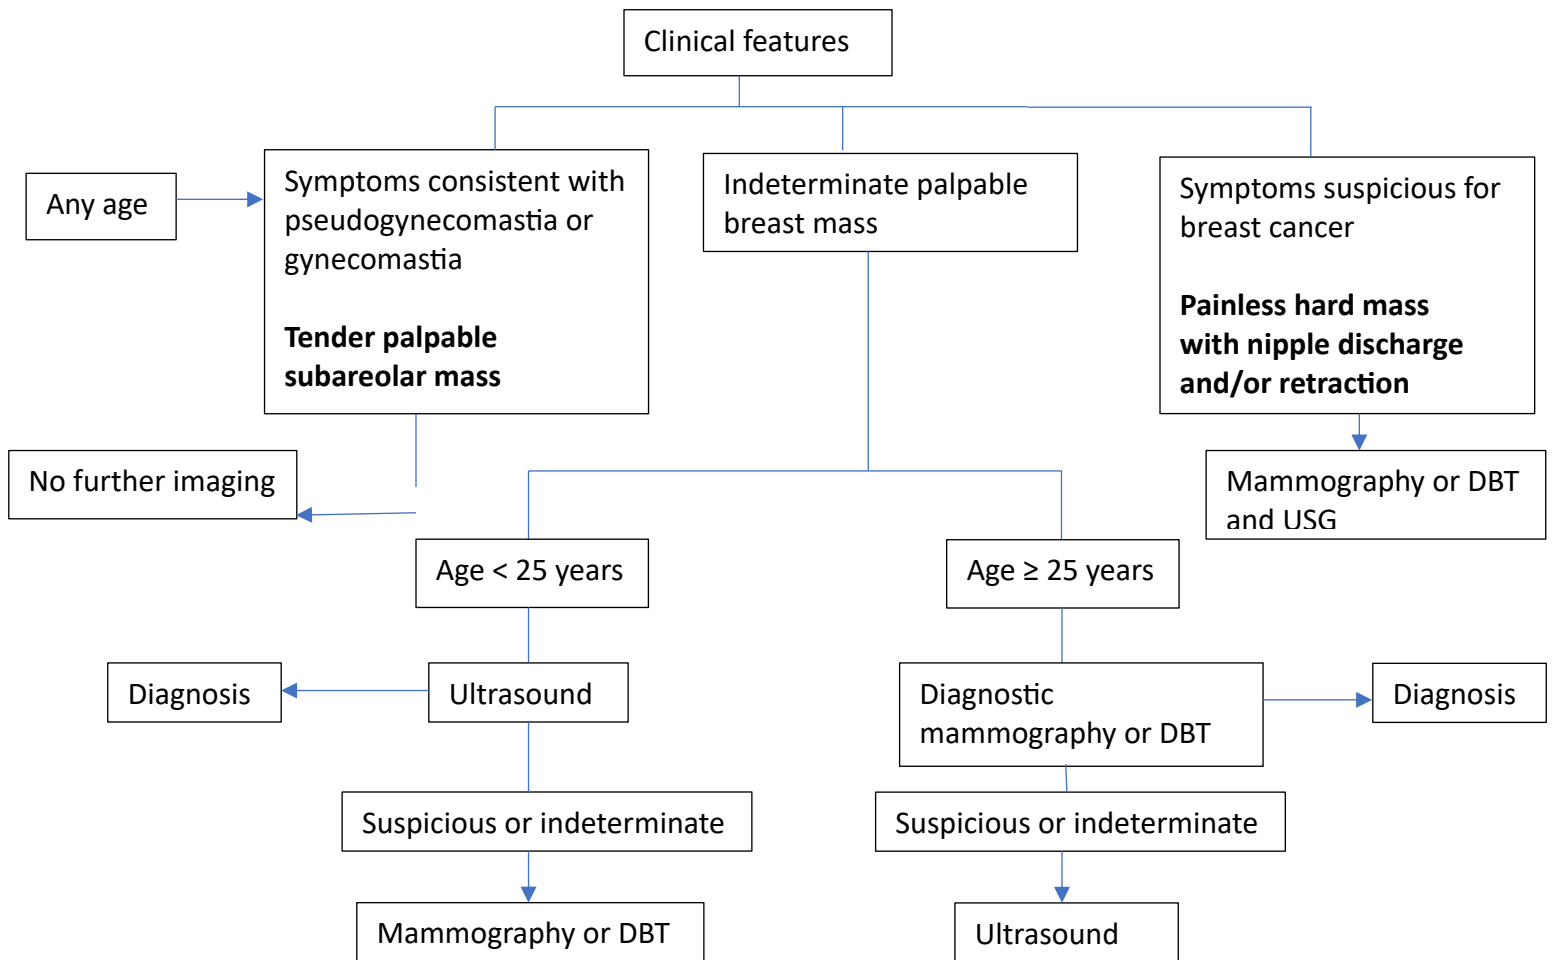 Clinical features
Any age
Symptoms consistent with
pseudogynecomastia or
gynecomastia
Tender palpable
subareolar mass
Indeterminate palpable
breast mass
Symptoms suspicious for
breast cancer
Painless hard mass
with nipple discharge
and/or retraction
No further imaging
Mammography or DBT
and USG
Age < 25 years
Age ≥ 25 years
Diagnosis
Ultrasound
Diagnostic
mammography or DBT
Diagnosis
Suspicious or indeterminate
Suspicious or indeterminate
Mammography or DBT
Ultrasound